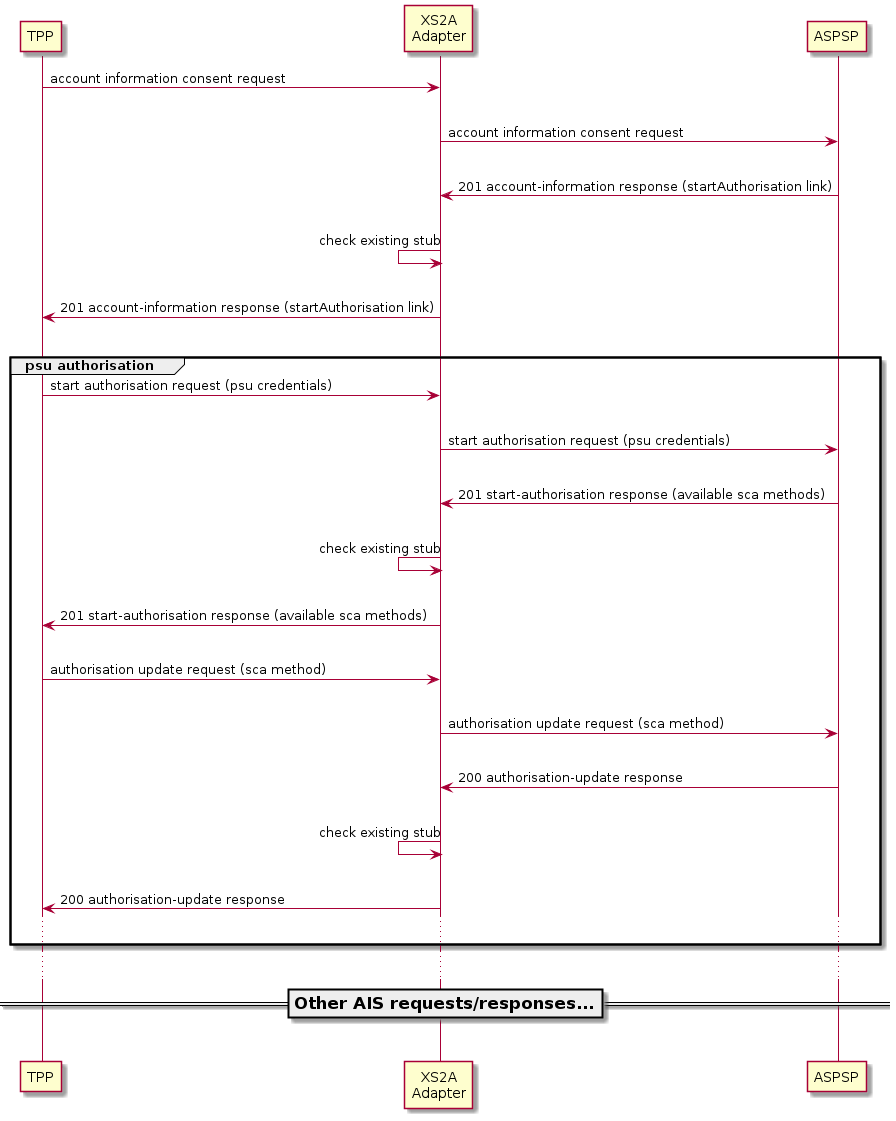 TPP
XS2A
Adapter
ASPSP
account information consent request
account information consent request
201 account-information response (startAuthorisation link)
check existing stub
201 account-information response (startAuthorisation link)
psu authorisation
start authorisation request (psu credentials)
start authorisation request (psu credentials)
201 start-authorisation response (available sca methods)
check existing stub
201 start-authorisation response (available sca methods)
authorisation update request (sca method)
authorisation update request (sca method)
200 authorisation-update response
check existing stub
200 authorisation-update response
Other AIS requests/responses...
TPP
XS2A
Adapter
ASPSP